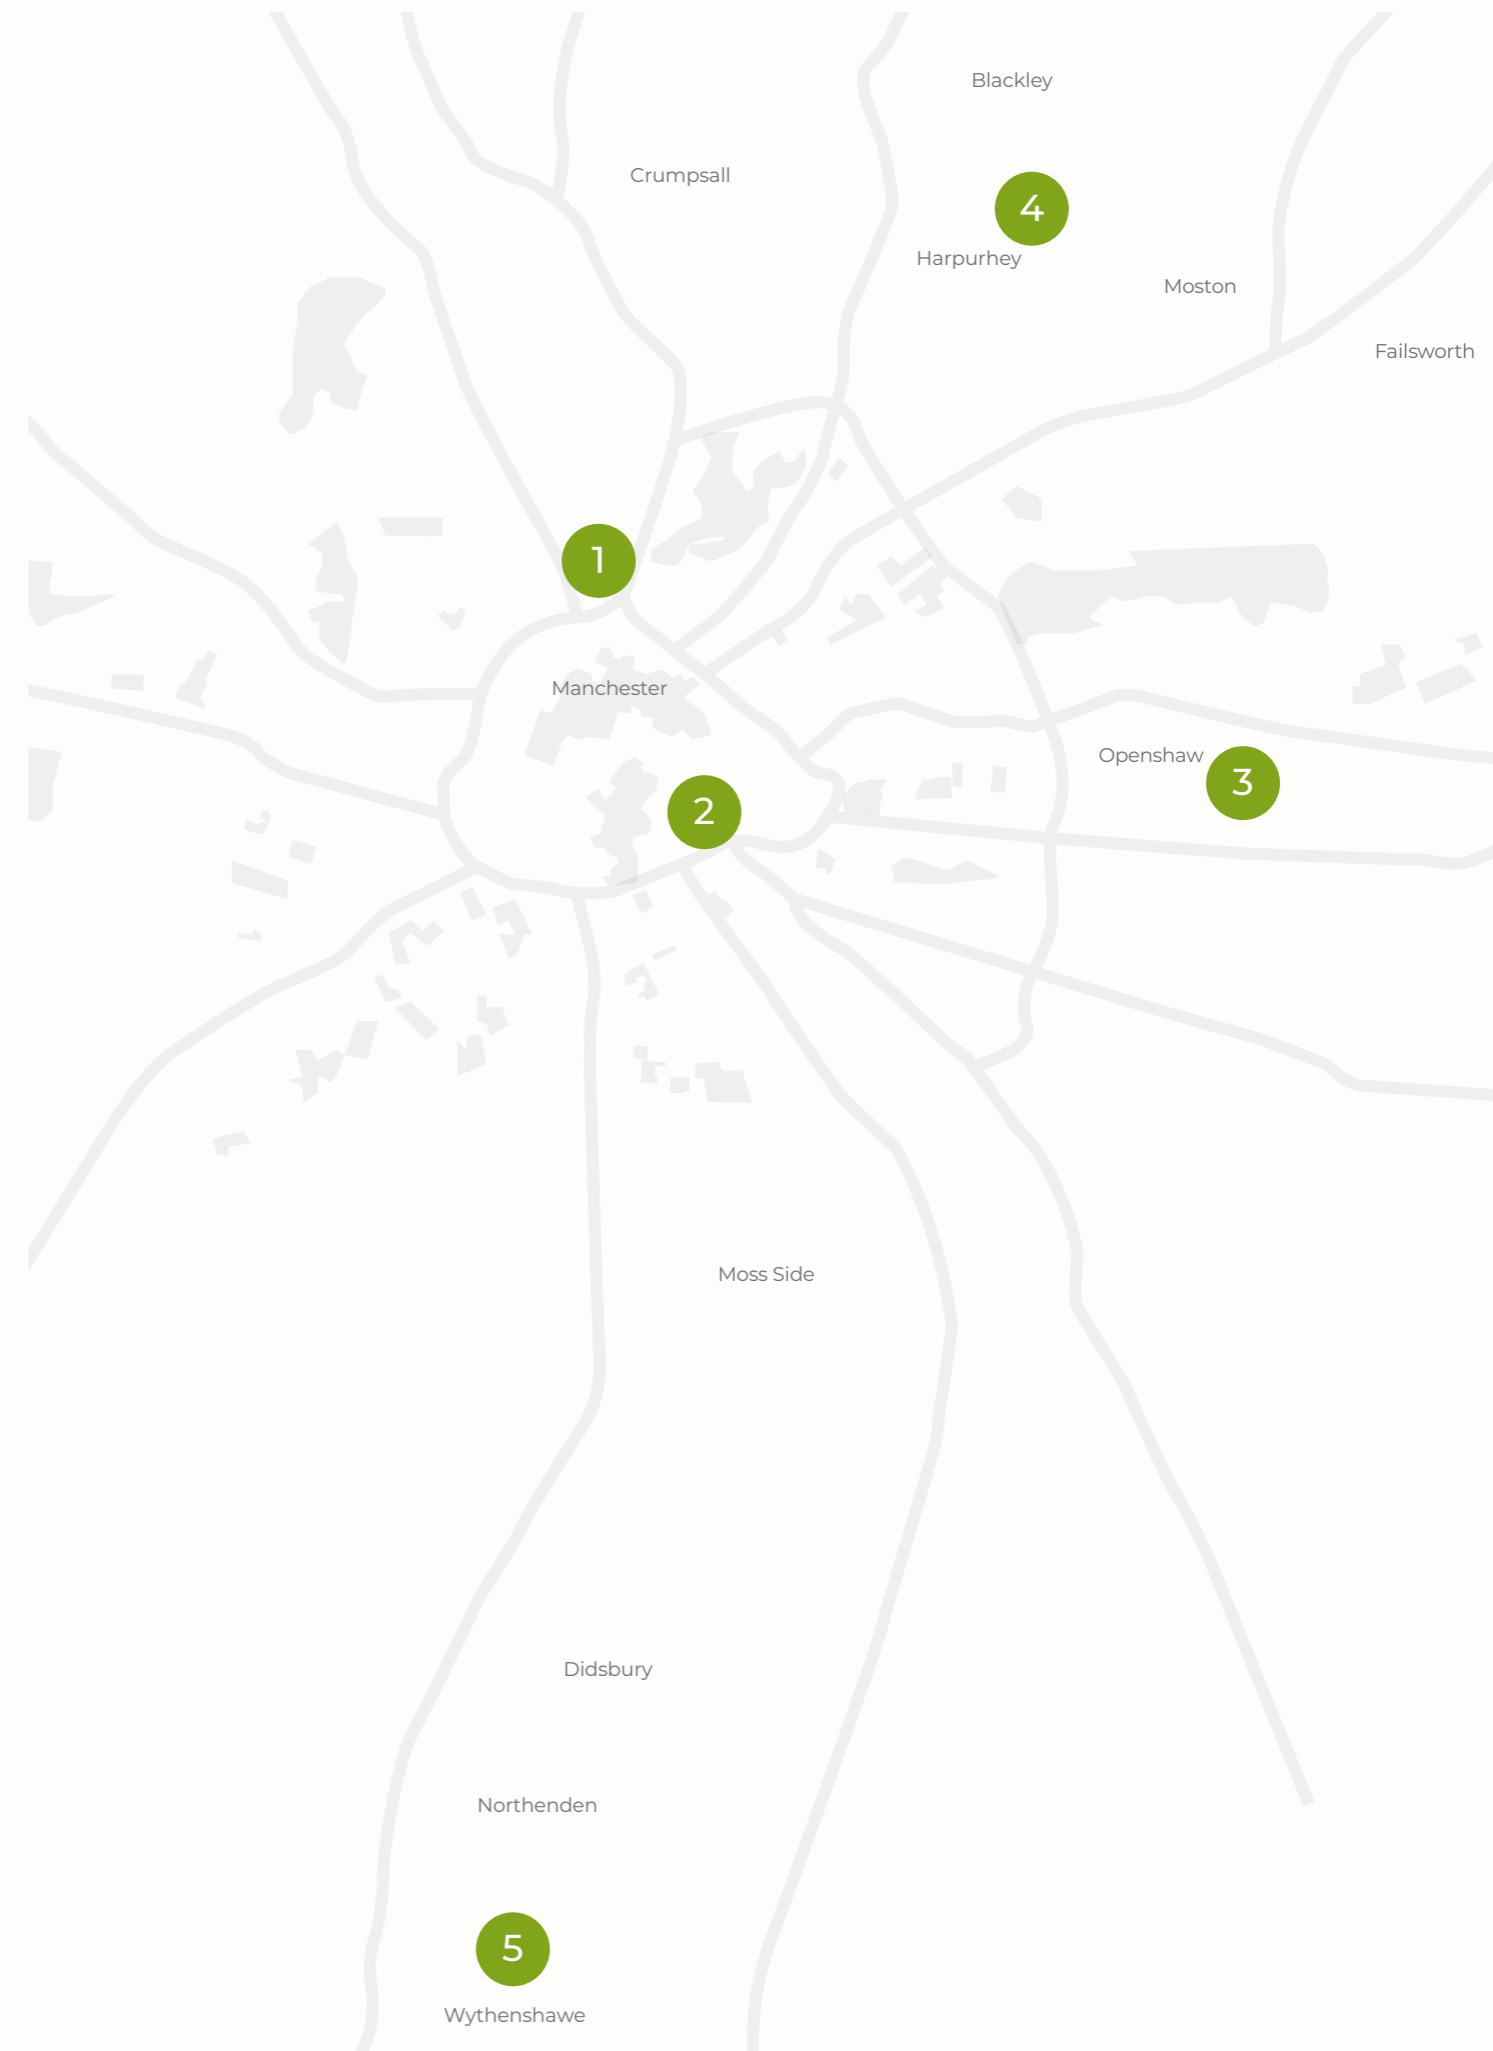 Blackley
Crumpsall
4
Harpurhey
Moston
Failsworth
1
Manchester
Openshaw
3
2
Moss Side
Didsbury
Northenden
5
Wythenshawe